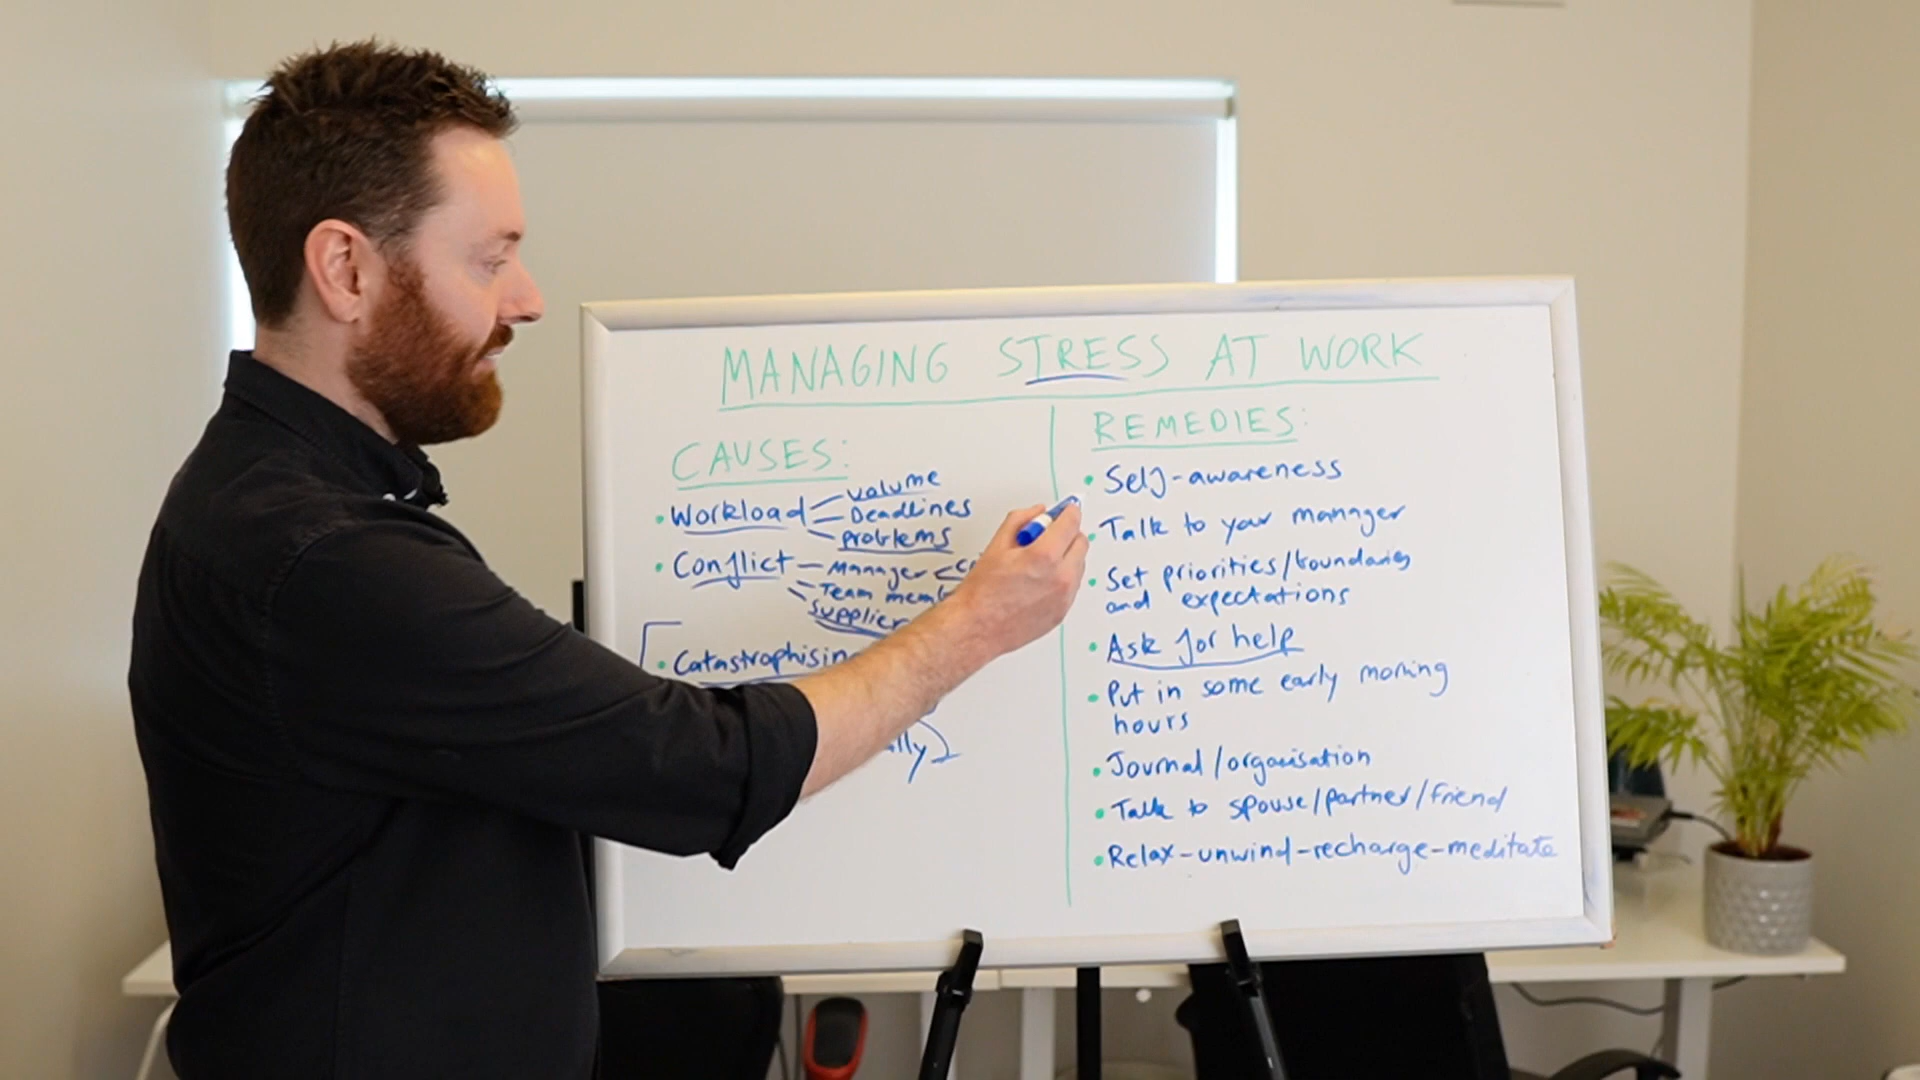 MANAGING STRESS AT WORK
CAUSES:
• Workload
volume
Deadlines
problems
• Conflict
Manager
Team
Supplier
• Catastrophisin
REMEDIES:
• Self-awareness
• Talk to your manager
• Set priorities/boundaries
and expectations
• Ask for help
• Put in some early morning
hours
• Journal/organisation
• Talk to spouse/partner/friend
• Relax-unwind-recharge-meditate